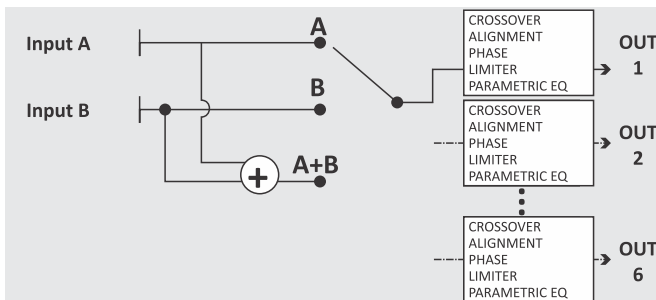 Input A
A
Input B
B
A+B
+
CROSSOVER
ALIGNMENT
PHASE
LIMITER
PARAMETRIC EQ
OUT
1
CROSSOVER
ALIGNMENT
PHASE
LIMITER
PARAMETRIC EQ
OUT
2
CROSSOVER
ALIGNMENT
PHASE
LIMITER
PARAMETRIC EQ
OUT
6